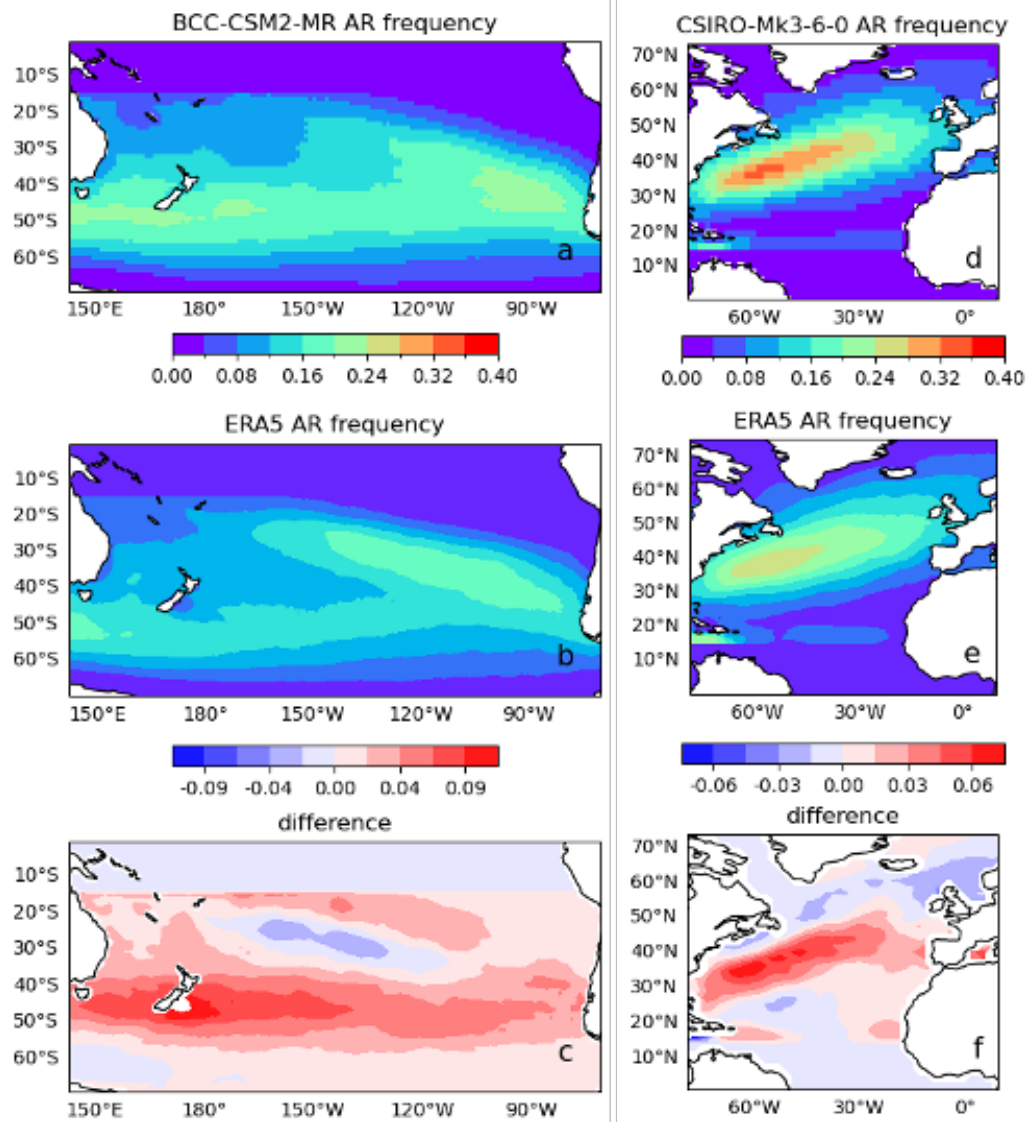 BCC-CSM2-MR AR frequency
10°S
20°S
30°S
40°S
50°S
60°S
a
150°E 180° 150°W 120°W 90°W
0.00 0.08 0.16 0.24 0.32 0.40
ERA5 AR frequency
10°S
20°S
30°S
40°S
50°S
60°S
b
150°E 180° 150°W 120°W 90°W
-0.09 -0.04 0.00 0.04 0.09
difference
10°S
20°S
30°S
40°S
50°S
60°S
c
150°E 180° 150°W 120°W 90°W
CSIRO-Mk3-6-0 AR frequency
70°N
60°N
50°N
40°N
30°N
20°N
10°N
d
60°W 30°W 0°
0.00 0.08 0.16 0.24 0.32 0.40
ERA5 AR frequency
70°N
60°N
50°N
40°N
30°N
20°N
10°N
e
60°W 30°W 0°
-0.06 -0.03 0.00 0.03 0.06
difference
70°N
60°N
50°N
40°N
30°N
20°N
10°N
f
60°W 30°W 0°